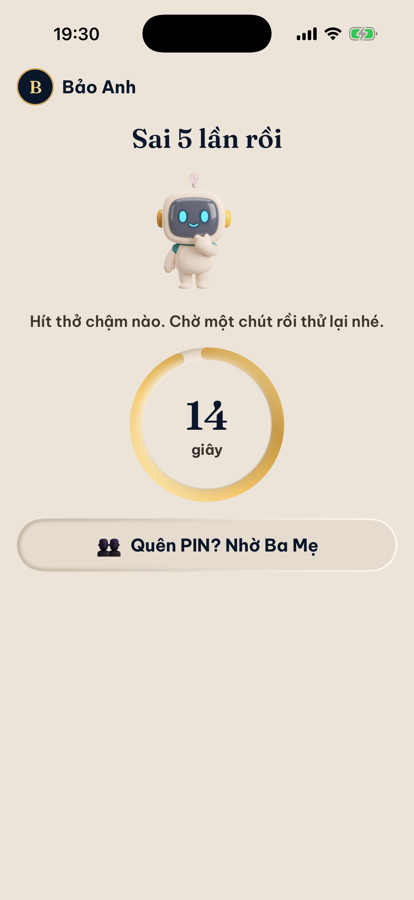 19:30
B Bảo Anh
Sai 5 lần rồi
Hít thở chậm nào. Chờ một chút rồi thử lại nhé.
14
giây
Quên PIN? Nhờ Ba Mẹ